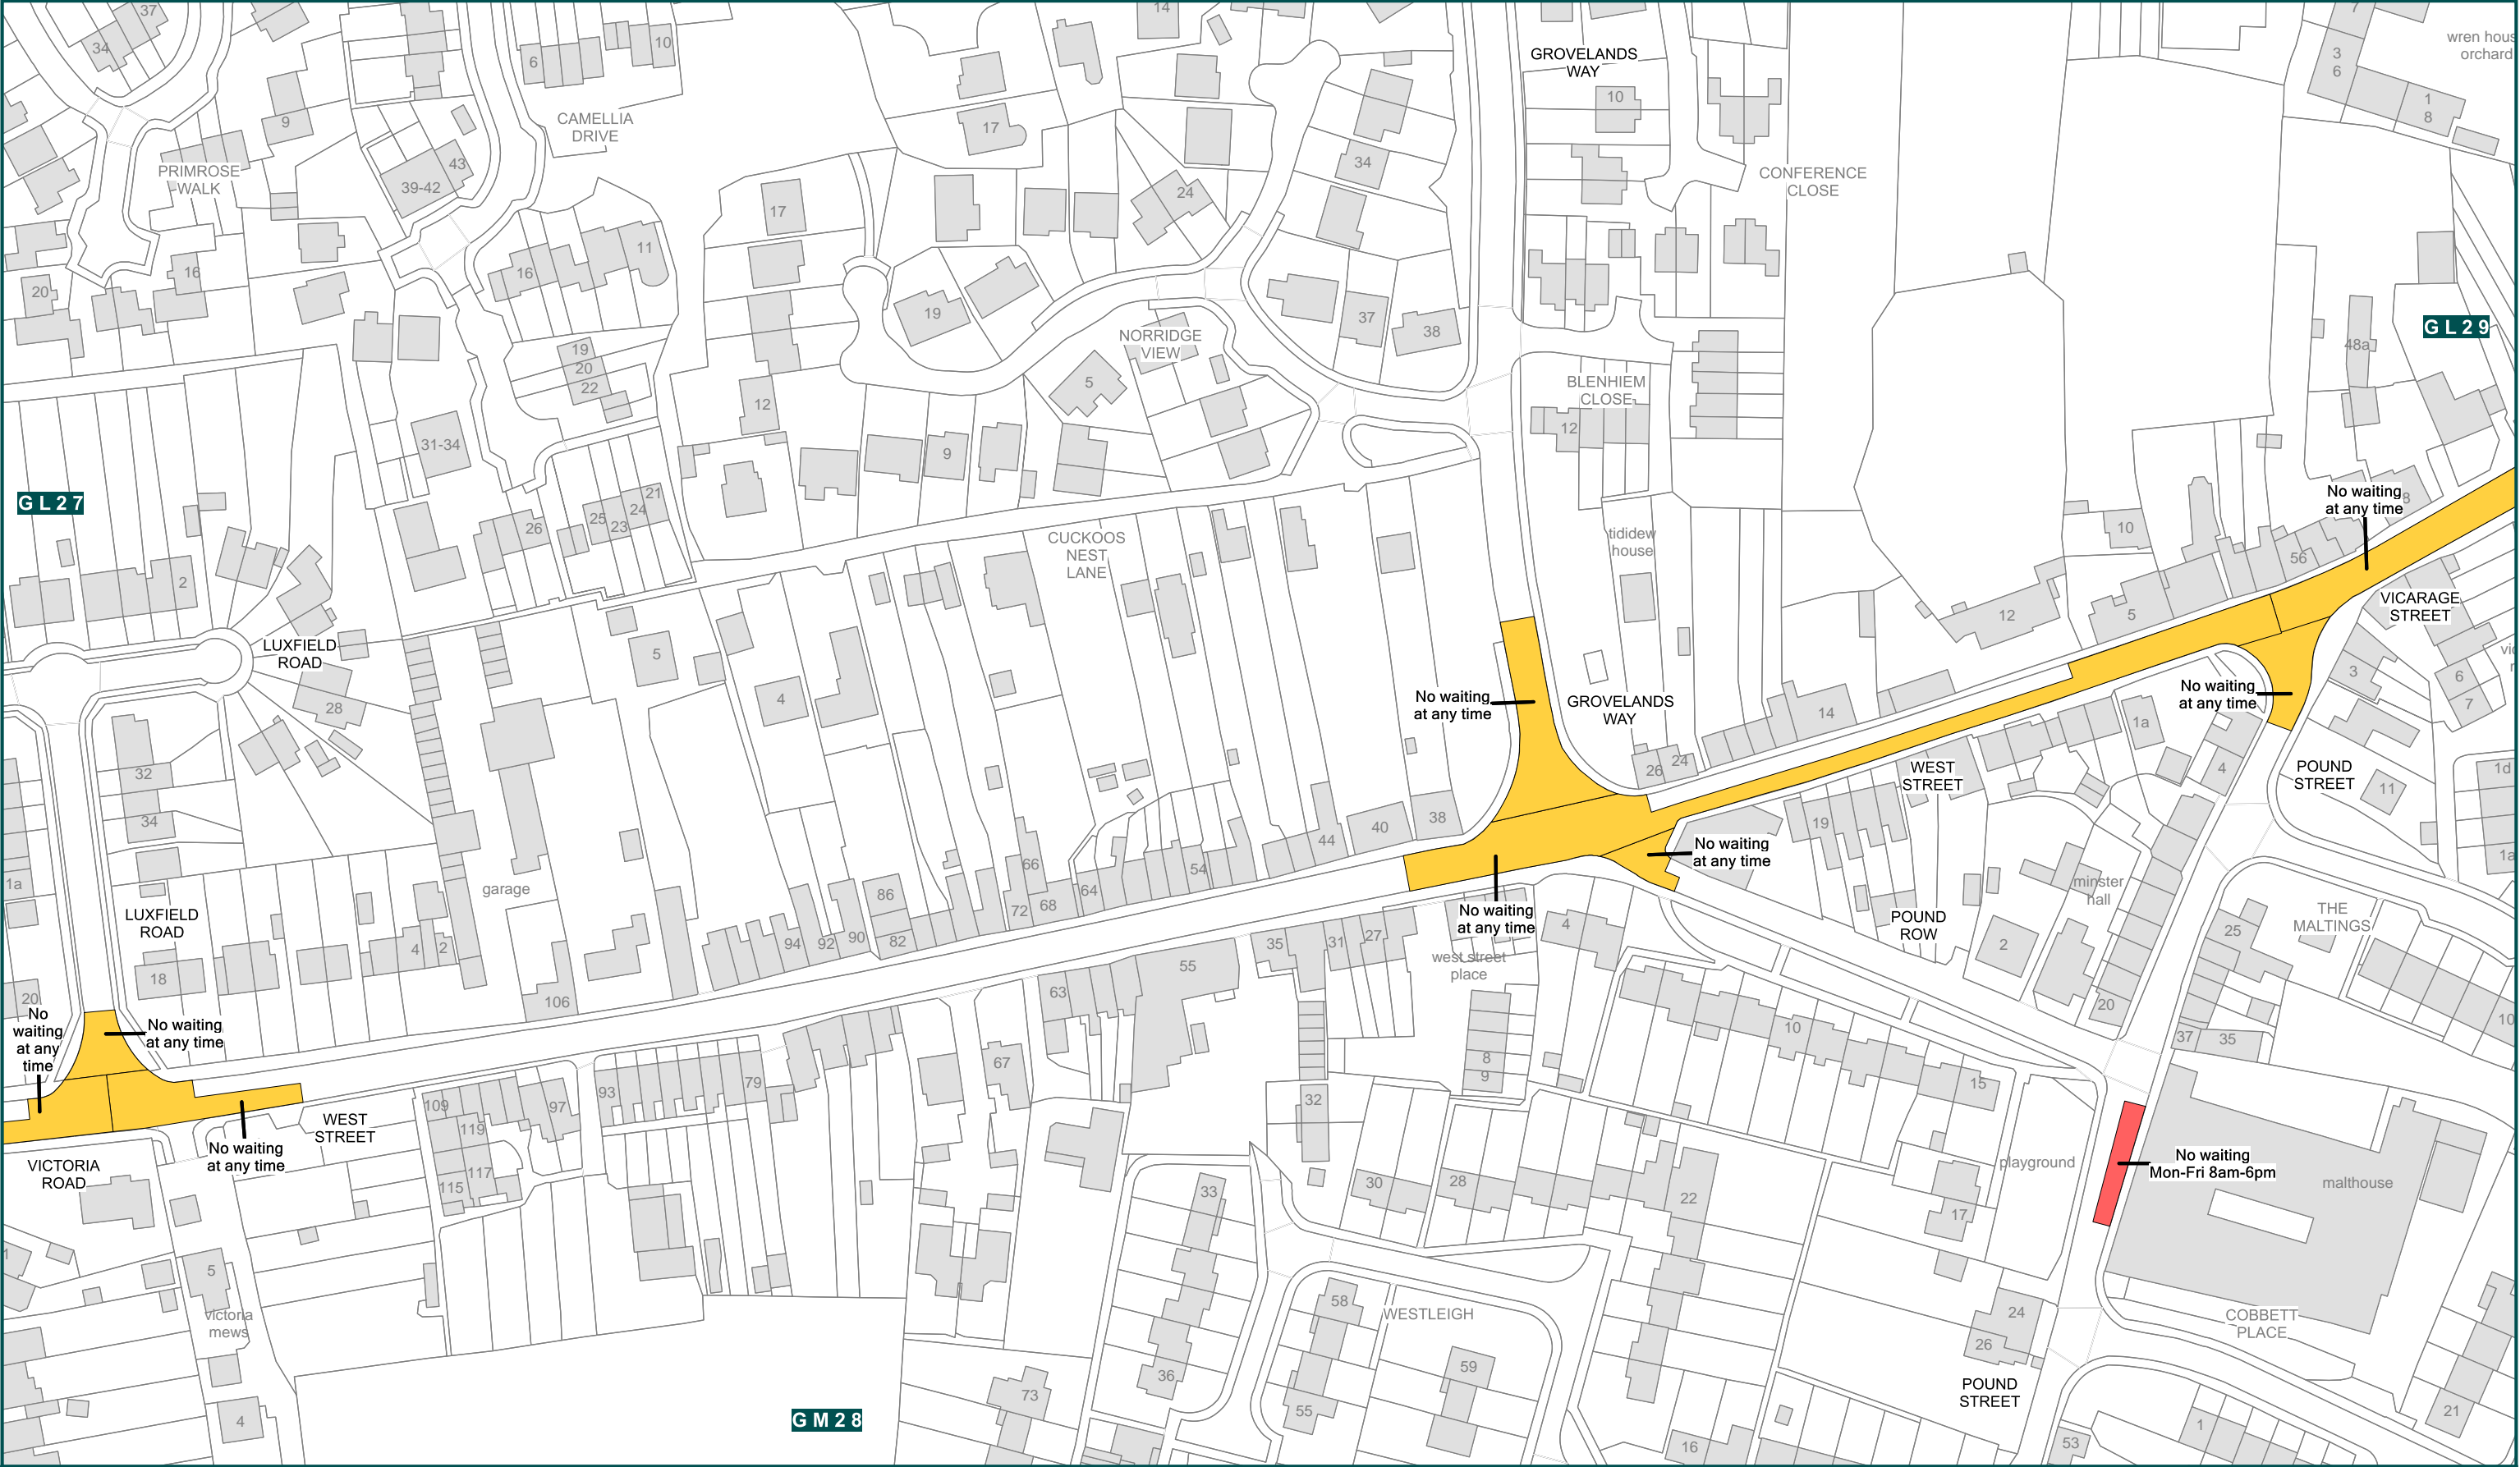 37
34
14
10
6
GROVELANDS
WAY
7
3
6
wren hous
orchard
1
8
10
CAMELLIA
DRIVE
9
17
43
39-42
PRIMROSE
WALK
34
CONFERENCE
CLOSE
24
17
11
16
16
20
19
37
38
GL29
NORRIDGE
VIEW
48a
19
20
22
5
BLENHIEM
CLOSE
12
12
31-34
9
GL27
21
24
25
23
26
No waiting
at any time
8
10
CUCKOOS
NEST
LANE
tididew
house
56
2
12
5
VICARAGE
STREET
LUXFIELD
ROAD
5
3
6
7
28
4
No waiting
at any time
GROVELANDS
WAY
14
No waiting
at any time
1a
32
26
24
WEST
STREET
4
POUND
STREET
11
1d
34
38
40
44
19
No waiting
at any time
1a
1a
garage
66
64
54
86
72
68
LUXFIELD
ROAD
No waiting
at any time
POUND
ROW
minster
hall
THE
MALTINGS
25
4
94
92
90
82
4
2
18
55
35
31
27
west street
place
2
20
106
63
20
10
10
No
waiting
at any
time
No waiting
at any time
37
35
67
8
9
15
79
93
97
109
119
32
WEST
STREET
No waiting
at any time
VICTORIA
ROAD
117
115
33
30
28
22
playground
No waiting
Mon-Fri 8am-6pm
malthouse
17
5
1
victoria
mews
58
WESTLEIGH
24
26
COBBETT
PLACE
36
59
73
55
POUND
STREET
4
GM28
16
53
1
21